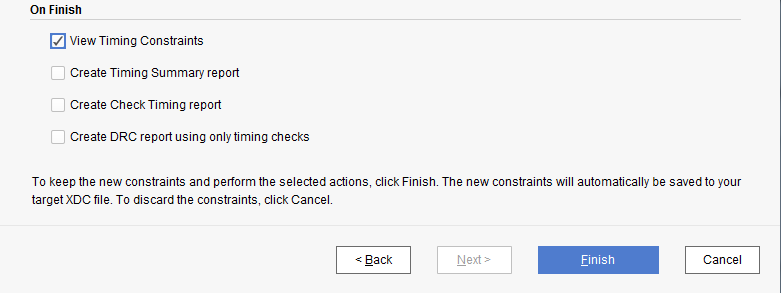 On Finish
View Timing Constraints
Create Timing Summary report
Create Check Timing report
Create DRC report using only timing checks
To keep the new constraints and perform the selected actions, click Finish. The new constraints will automatically be saved to your
target XDC file. To discard the constraints, click Cancel.
< Back Next > Finish Cancel